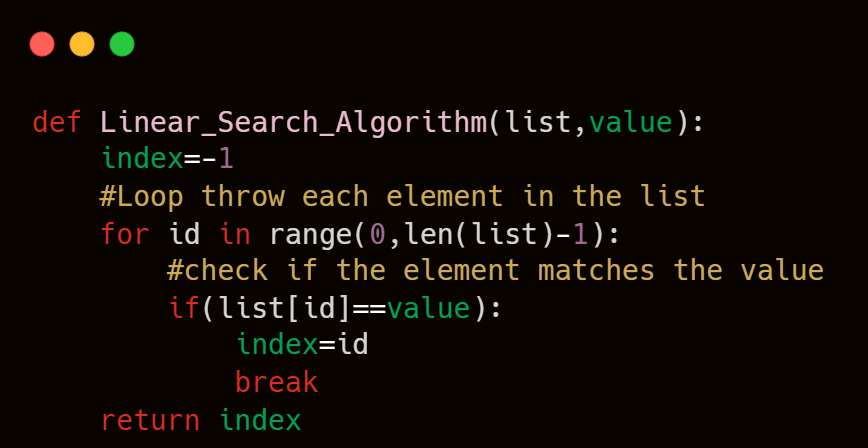 def Linear_Search_Algorithm(list,value):
    index=-1
    #Loop throw each element in the list
    for id in range(0,len(list)-1):
        #check if the element matches the value
        if(list[id]==value):
            index=id
            break
    return index